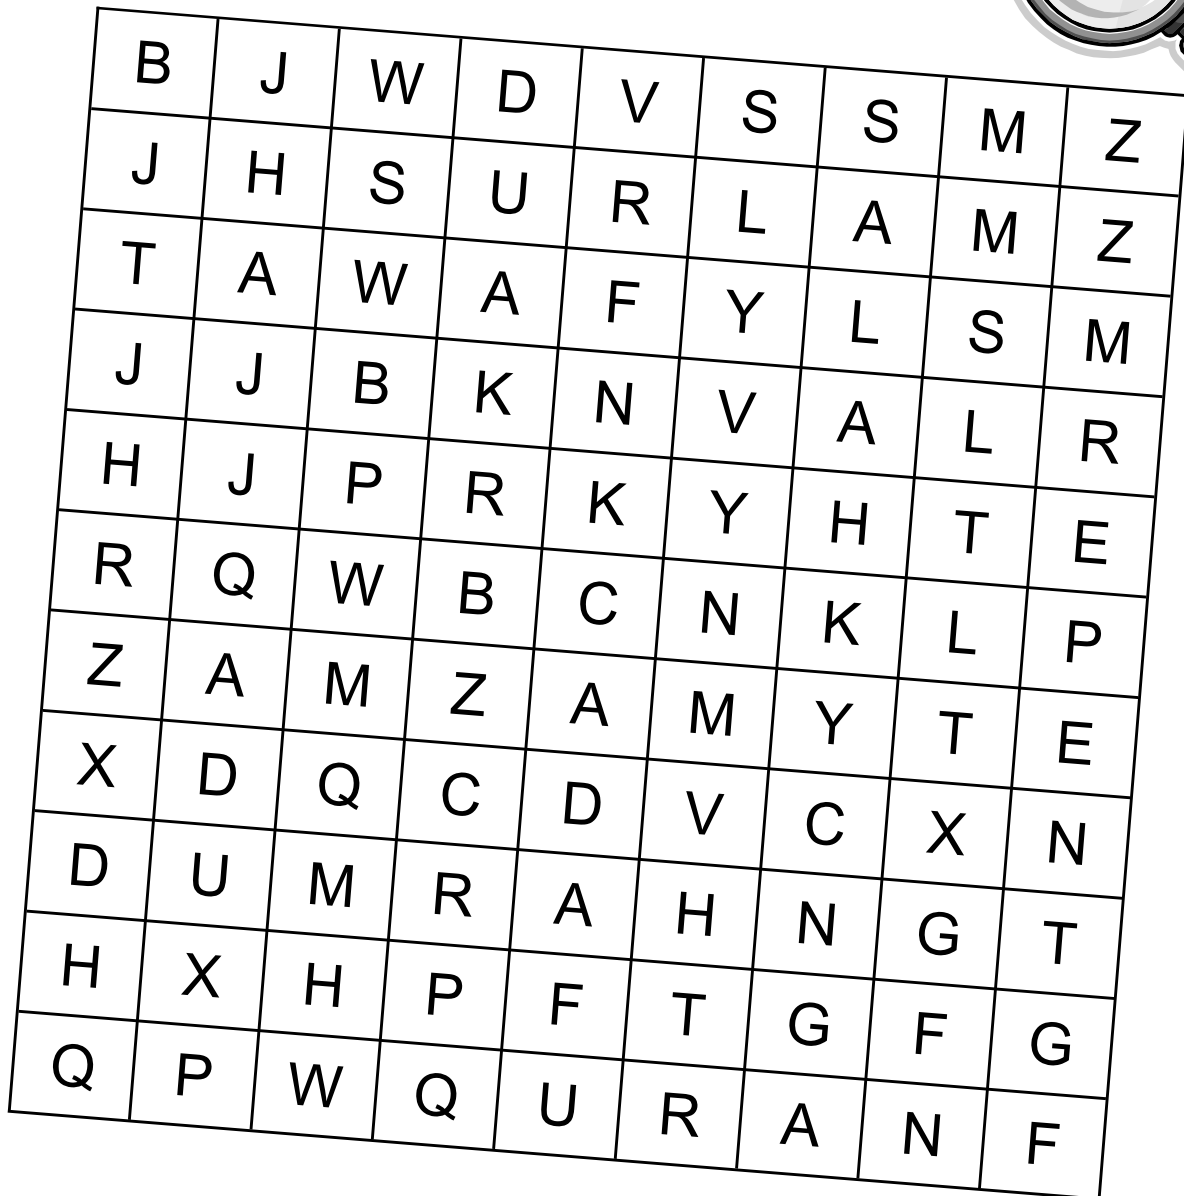 B J W D V S S M Z
J H S U R L A M Z
T A W A F Y L S M
J J B K N V A L R
H J P R K Y H T E
R Q W B C N K L P
Z A M Z A M Y T E
X D Q C D V C X N
D U M R A H N G T
H X H P F T G F G
Q P W Q U R A N F